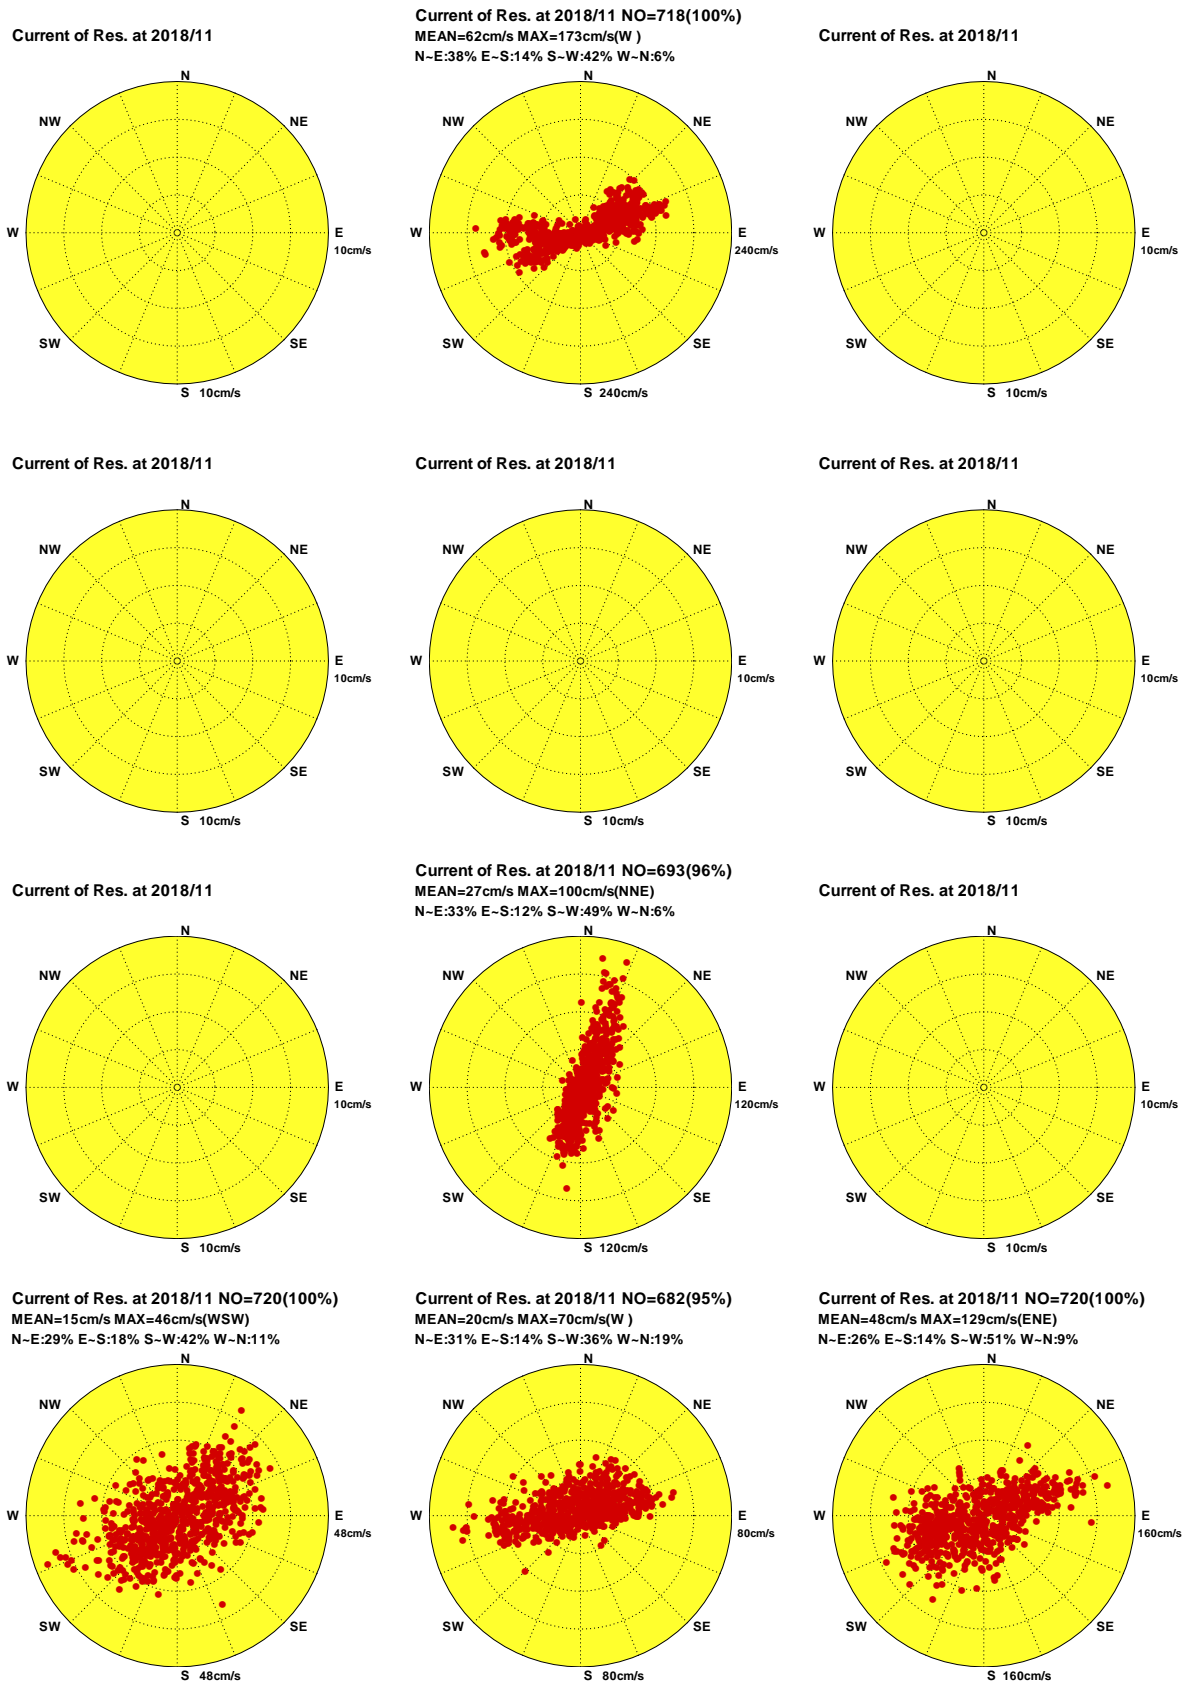 Current of Res. at 2018/11
N
NW
NE
W
E
10cm/s
SW
SE
S 10cm/s
Current of Res. at 2018/11 NO=718(100%)
MEAN=62cm/s MAX=173cm/s(W )
N~E:38% E~S:14% S~W:42% W~N:6%
N
NW
NE
W
E
240cm/s
SW
SE
S 240cm/s
Current of Res. at 2018/11
N
NW
NE
W
E
10cm/s
SW
SE
S 10cm/s
Current of Res. at 2018/11
N
NW
NE
W
E
10cm/s
SW
SE
S 10cm/s
Current of Res. at 2018/11
N
NW
NE
W
E
10cm/s
SW
SE
S 10cm/s
Current of Res. at 2018/11
N
NW
NE
W
E
10cm/s
SW
SE
S 10cm/s
Current of Res. at 2018/11
N
NW
NE
W
E
10cm/s
SW
SE
S 10cm/s
Current of Res. at 2018/11 NO=693(96%)
MEAN=27cm/s MAX=100cm/s(NNE)
N~E:33% E~S:12% S~W:49% W~N:6%
N
NW
NE
W
E
120cm/s
SW
SE
S 120cm/s
Current of Res. at 2018/11
N
NW
NE
W
E
10cm/s
SW
SE
S 10cm/s
Current of Res. at 2018/11 NO=720(100%)
MEAN=15cm/s MAX=46cm/s(WSW)
N~E:29% E~S:18% S~W:42% W~N:11%
N
NW
NE
W
E
48cm/s
SW
SE
S 48cm/s
Current of Res. at 2018/11 NO=682(95%)
MEAN=20cm/s MAX=70cm/s(W )
N~E:31% E~S:14% S~W:36% W~N:19%
N
NW
NE
W
E
80cm/s
SW
SE
S 80cm/s
Current of Res. at 2018/11 NO=720(100%)
MEAN=48cm/s MAX=129cm/s(ENE)
N~E:26% E~S:14% S~W:51% W~N:9%
N
NW
NE
W
E
160cm/s
SW
SE
S 160cm/s